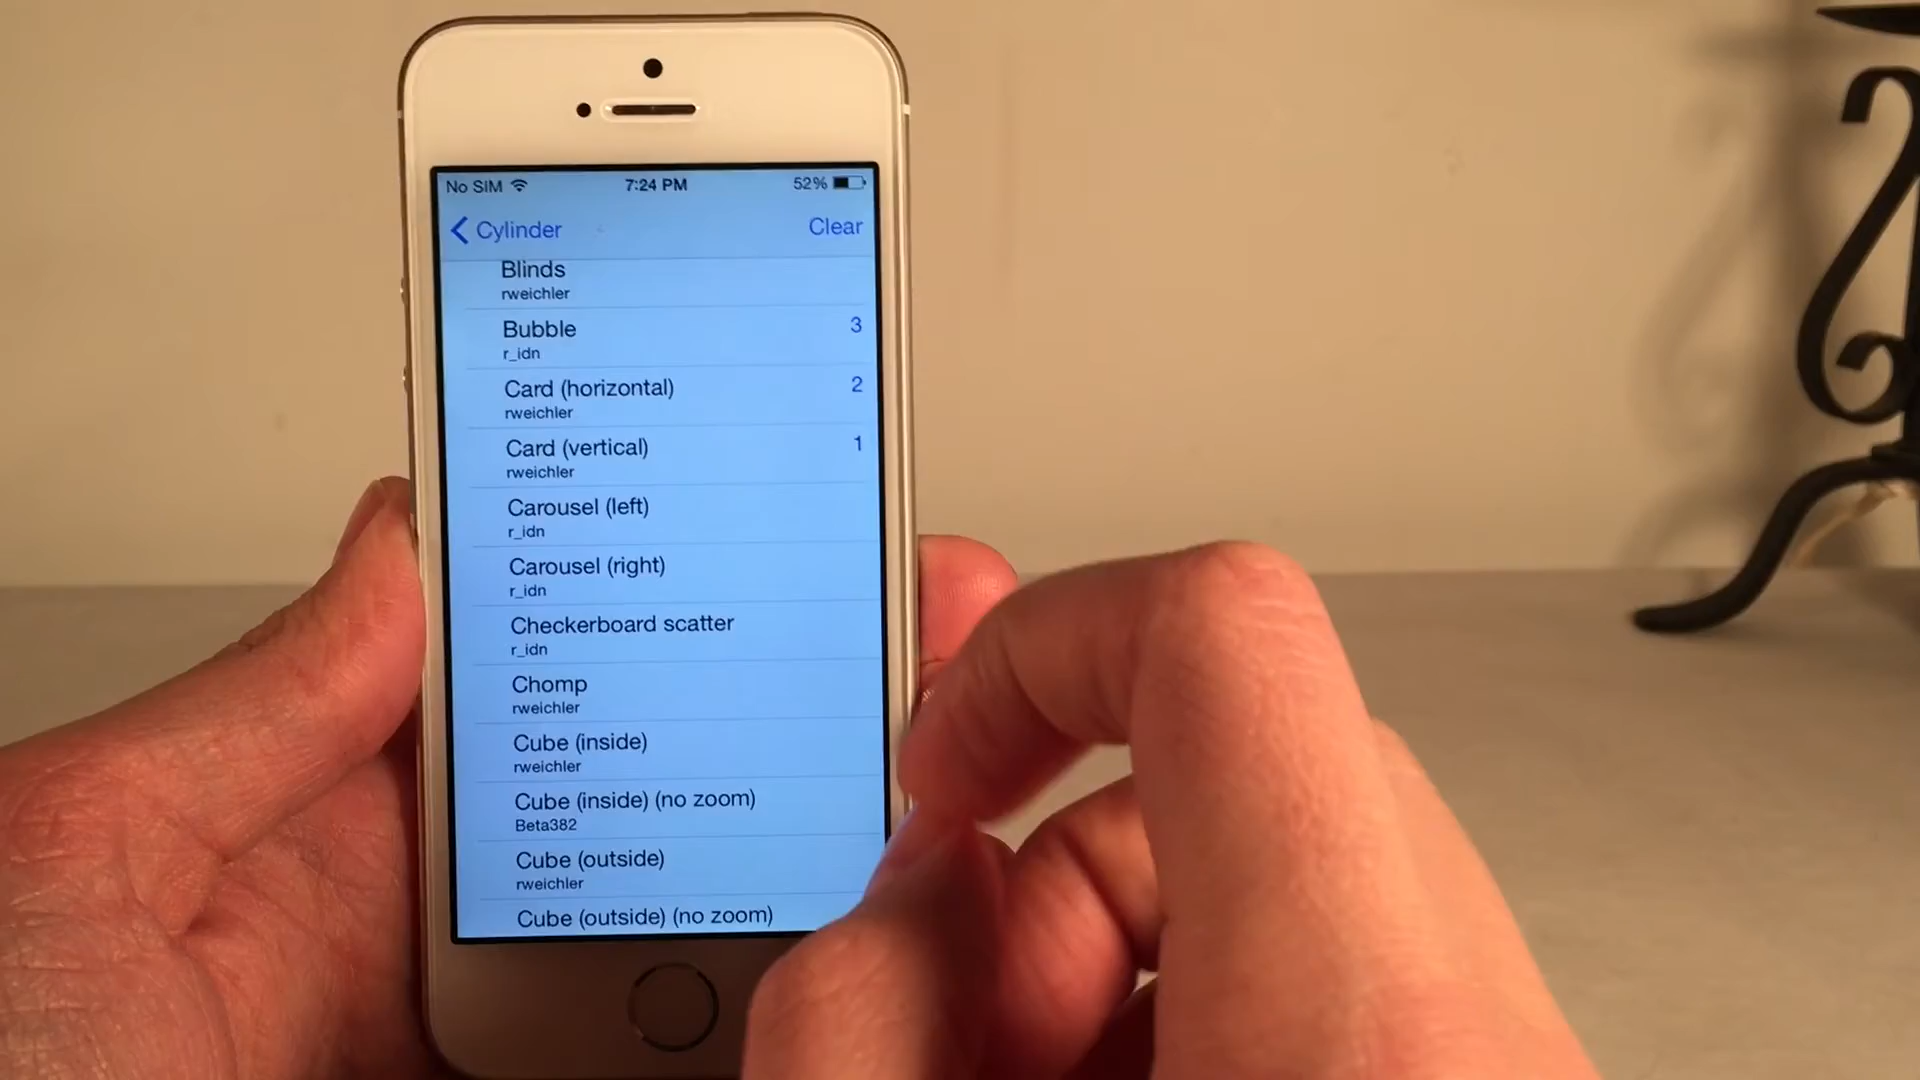 No SIM 7:24 PM 52%
Cylinder Clear
Blinds
rweichler
Bubble 3
r_idn
Card (horizontal) 2
rweichler
Card (vertical) 1
rweichler
Carousel (left)
r_idn
Carousel (right)
r_idn
Checkerboard scatter
r_idn
Chomp
rweichler
Cube (inside)
rweichler
Cube (inside) (no zoom)
Beta382
Cube (outside)
rweichler
Cube (outside) (no zoom)